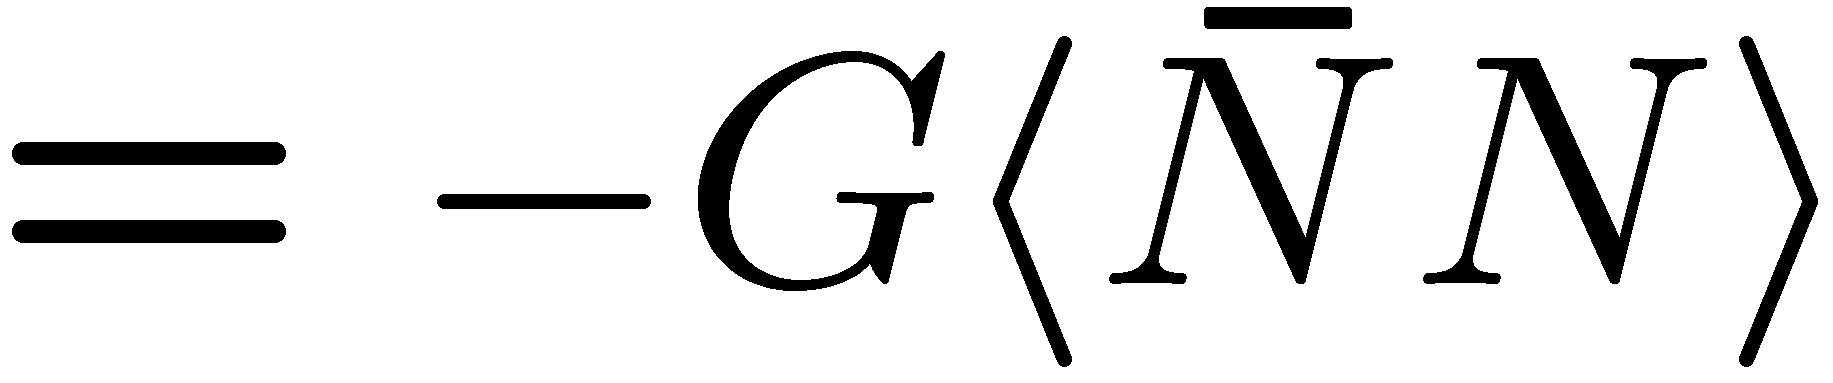 = −G⟨N̄N⟩